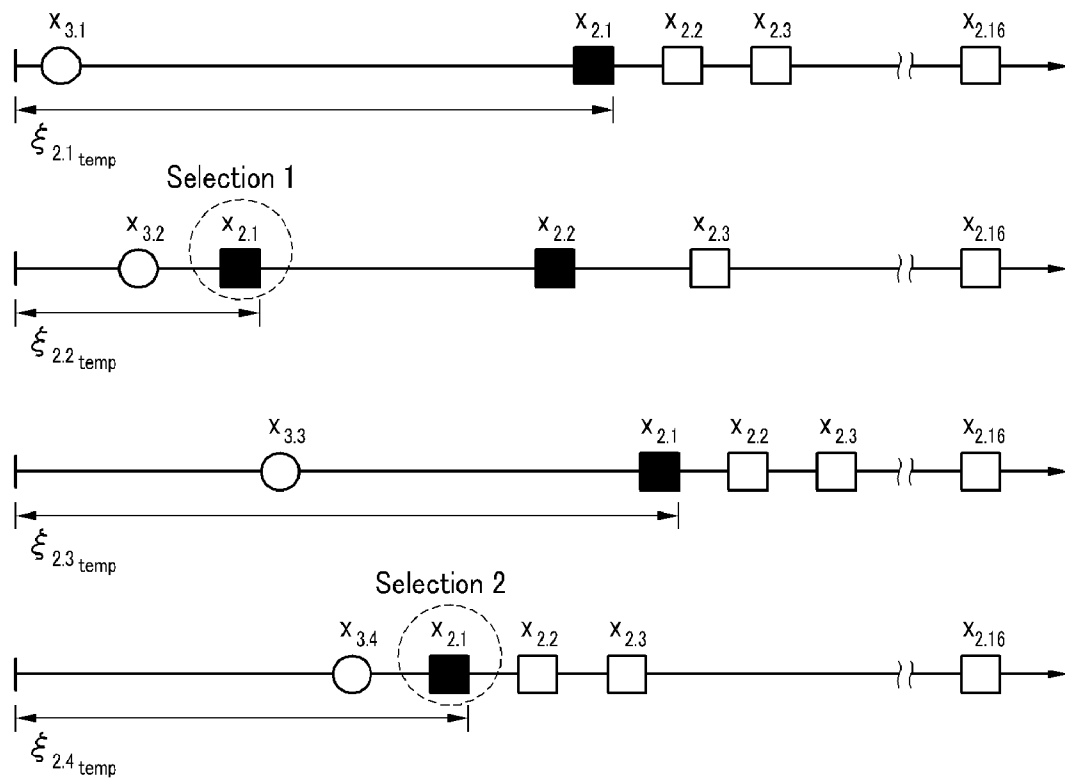 x3.1 x2.1 x2.2 x2.3 x2.16
ξ2.1temp
Selection 1
x3.2 x2.1 x2.2 x2.3 x2.16
ξ2.2temp
x3.3 x2.1 x2.2 x2.3 x2.16
ξ2.3temp
Selection 2
x3.4 x2.1 x2.2 x2.3 x2.16
ξ2.4temp